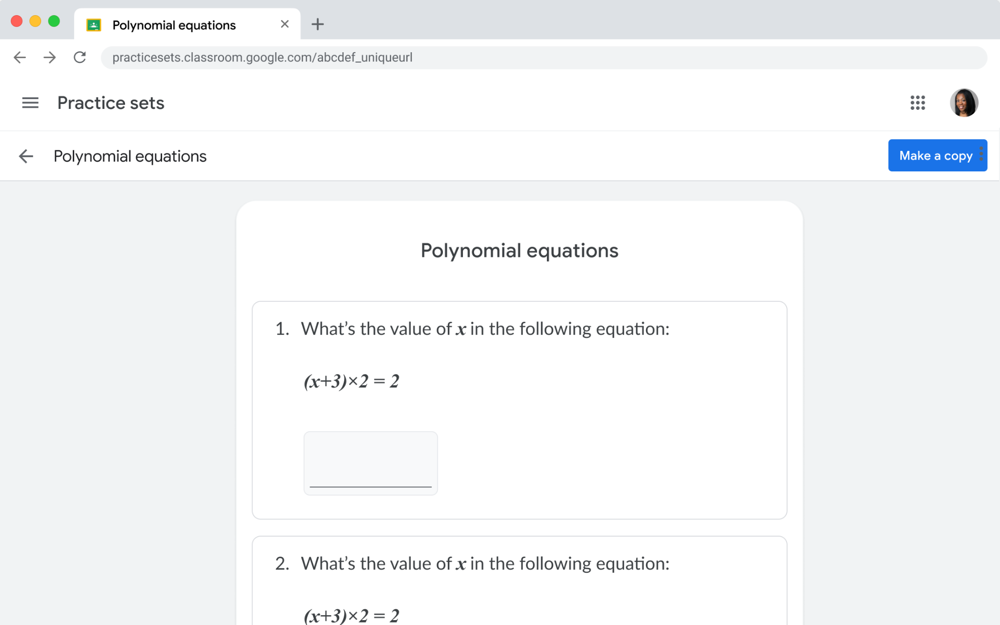 Polynomial equations
practicesets.classroom.google.com/abcdef_uniqueurl
Practice sets
Polynomial equations
Make a copy
Polynomial equations
1. What’s the value of x in the following equation:
(x+3)×2 = 2
2. What’s the value of x in the following equation:
(x+3)×2 = 2